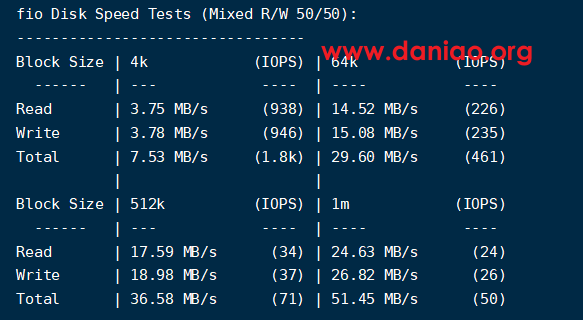 fio Disk Speed Tests (Mixed R/W 50/50):
---------------------------------
www.daniao.org
Block Size | 4k (IOPS) | 64k (IOPS)
------ | --- ---- | ---- ----
Read | 3.75 MB/s (938) | 14.52 MB/s (226)
Write | 3.78 MB/s (946) | 15.08 MB/s (235)
Total | 7.53 MB/s (1.8k) | 29.60 MB/s (461)
| |
Block Size | 512k (IOPS) | 1m (IOPS)
------ | --- ---- | ---- ----
Read | 17.59 MB/s (34) | 24.63 MB/s (24)
Write | 18.98 MB/s (37) | 26.82 MB/s (26)
Total | 36.58 MB/s (71) | 51.45 MB/s (50)